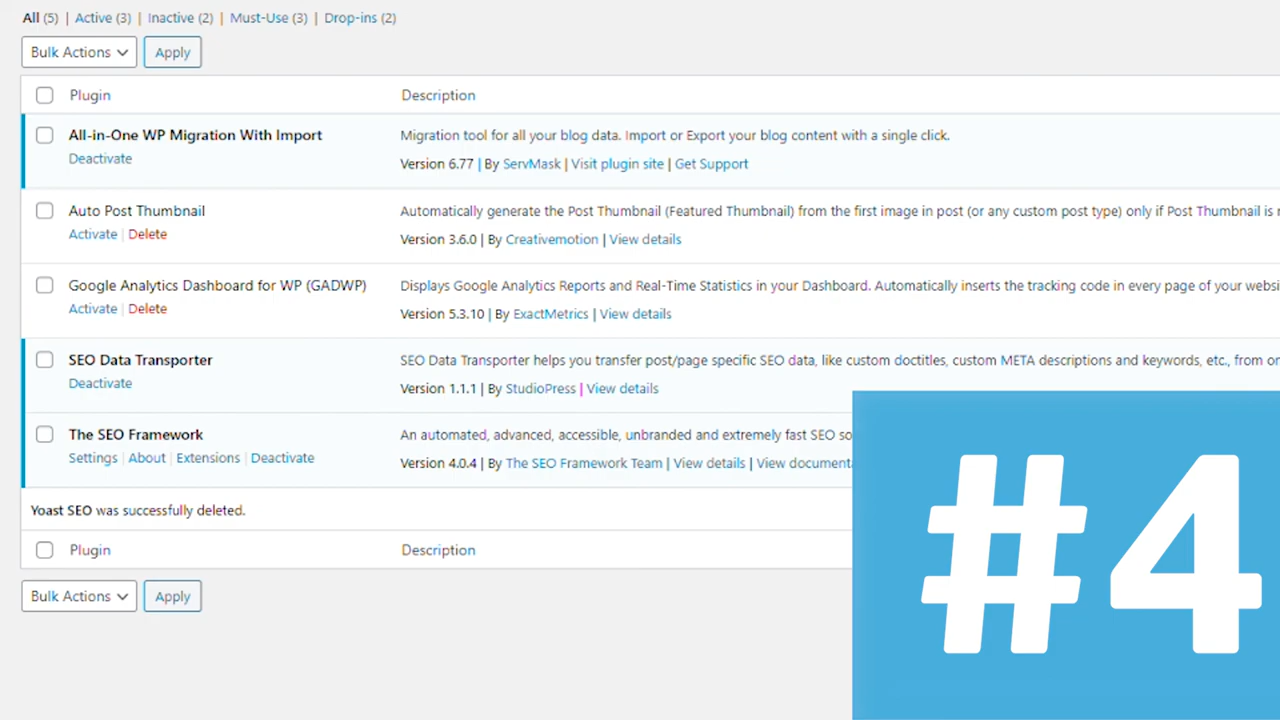 All (5) | Active (3) | Inactive (2) | Must-Use (3) | Drop-ins (2)
Bulk Actions Apply
Plugin Description
All-in-One WP Migration With Import Migration tool for all your blog data. Import or Export your blog content with a single click.
Deactivate
Version 6.77 | By ServMask | Visit plugin site | Get Support
Auto Post Thumbnail Automatically generate the Post Thumbnail (Featured Thumbnail) from the first image in post (or any custom post type) only if Post Thumbnail is
Activate | Delete
Version 3.6.0 | By Creativemotion | View details
Google Analytics Dashboard for WP (GADWP) Displays Google Analytics Reports and Real-Time Statistics in your Dashboard. Automatically inserts the tracking code in every page of your
Activate | Delete
Version 5.3.10 | By ExactMetrics | View details
SEO Data Transporter SEO Data Transporter helps you transfer post/page specific SEO data, like custom doctitles, custom META descriptions and keywords, etc., from
Deactivate
Version 1.1.1 | By StudioPress | View details
The SEO Framework An automated, advanced, accessible, unbranded and extremely fast SEO
Settings | About | Extensions | Deactivate
Version 4.0.4 | By The SEO Framework Team | View details | View
Yoast SEO was successfully deleted.
Plugin Description
Bulk Actions Apply
#4